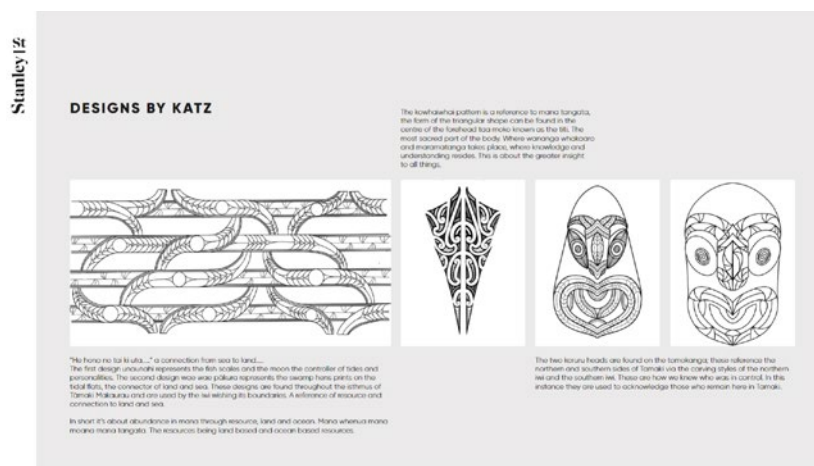 Stanley St
DESIGNS BY KATZ
The kowhaiwhai pattern is a reference to mana tangata,
the form of the triangular shape can be found in the
centre of the forehead taa moko known as the titi. The
most sacred part of the body. Where wananga whakaaro
and maramatanga takes place, where knowledge and
understanding resides. This is about the greater insight
to all things.
"He hono no tai ki uta....." a connection from sea to land....
The first design unaunahi represents the fish scales and the moon the controller of tides and
personalities. The second design wae wae pākura represents the swamp hens prints on the
tidal flats, the connector of land and sea. These designs are found throughout the isthmus of
Tāmaki Makaurau and are used by the iwi wishing its boundaries. A reference of resource and
connection to land and sea.
In short it's about abundance in mana through resource, land and ocean. Mana whenua mana
moana mana tangata. The resources being land based and ocean based resources.
The two koruru heads are found on the tomokanga; these reference the
northern and southern sides of Tamaki via the carving styles of the northern
iwi and the southern iwi. These are how we know who was in control. In this
instance they are used to acknowledge those who remain here in Tamaki.